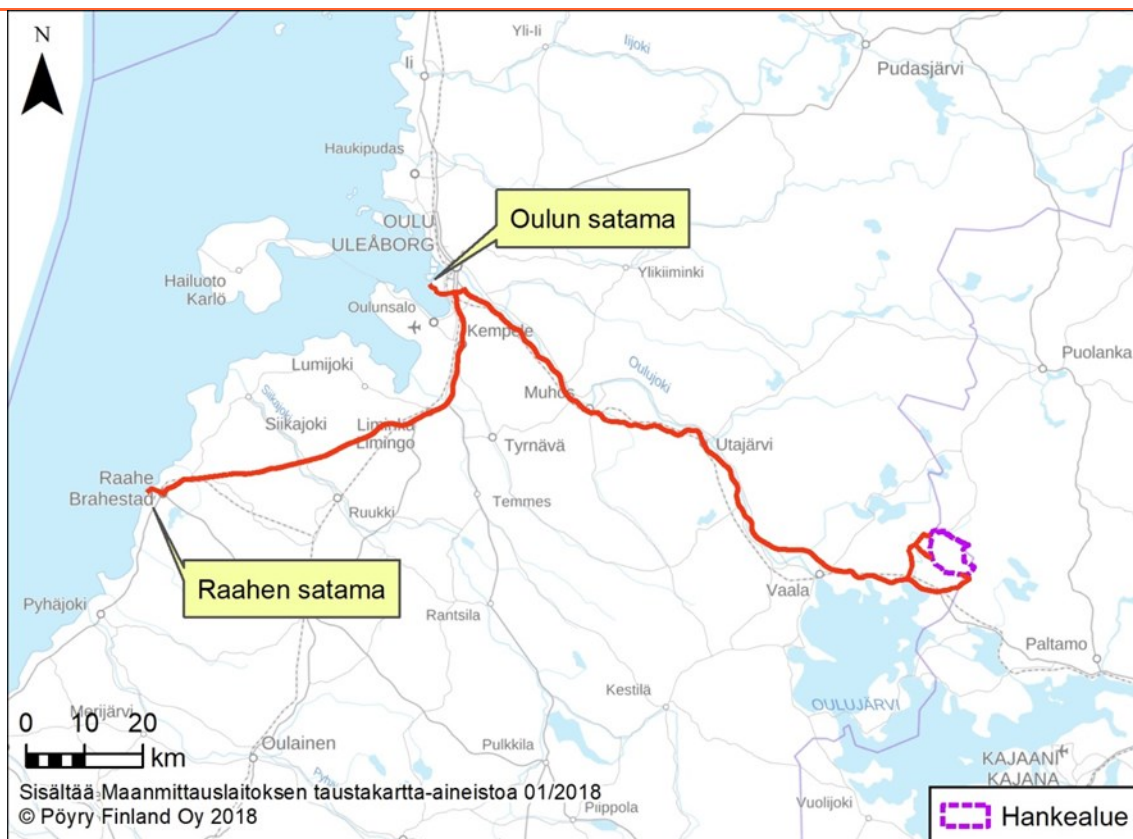 N
Yli-Ii
Iijoki
Ii
Pudasjärvi
Haukipudas
OULU
ULEÅBORG
Oulun satama
Ylikiiminki
Hailuoto
Karlö
Oulunsalo
Kempele
Puolanka
Lumijoki
Oulujoki
Siikajoki
Muhos
Siikajoki
Liminka
Limingo
Tyrnävä
Utajärvi
Raahe
Brahestad
Ruukki
Temmes
Raahen satama
Vaala
Pyhäjoki
Rantsila
Paltamo
Kestilä
OULUJÄRVI
Merijärvi
0 10 20
km
Oulainen
Pulkkila
KAJAANI
KAJANA
Sisältää Maanmittauslaitoksen taustakartta-aineistoa 01/2018
© Pöyry Finland Oy 2018
Piippola
Vuolijoki
Hankealue